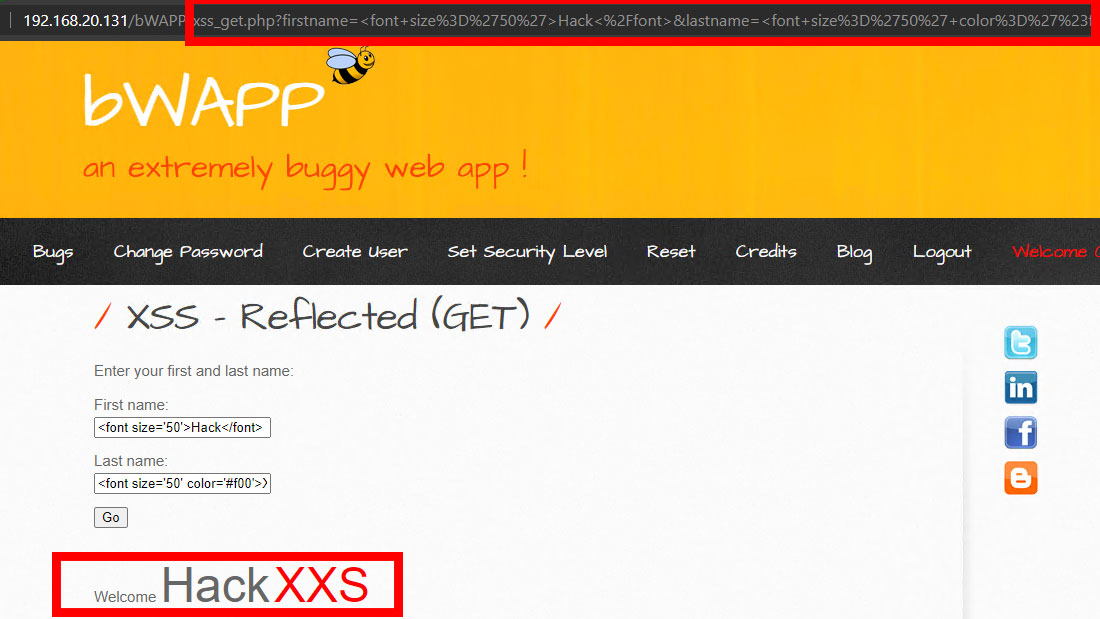 192.168.20.131/bWAPP/xss_get.php?firstname=<font+size%3D%2750%27>Hack<%2Ffont>&lastname=<font+size%3D%2750%27+color%3D%27%23f
bWAPP
an extremely buggy web app !
Bugs Change Password Create User Set Security Level Reset Credits Blog Logout Welcome
/ XSS - Reflected (GET) /
Enter your first and last name:
First name:
<font size='50'>Hack</font>
Last name:
<font size='50' color='#f00'>X
Go
Welcome Hack XXS